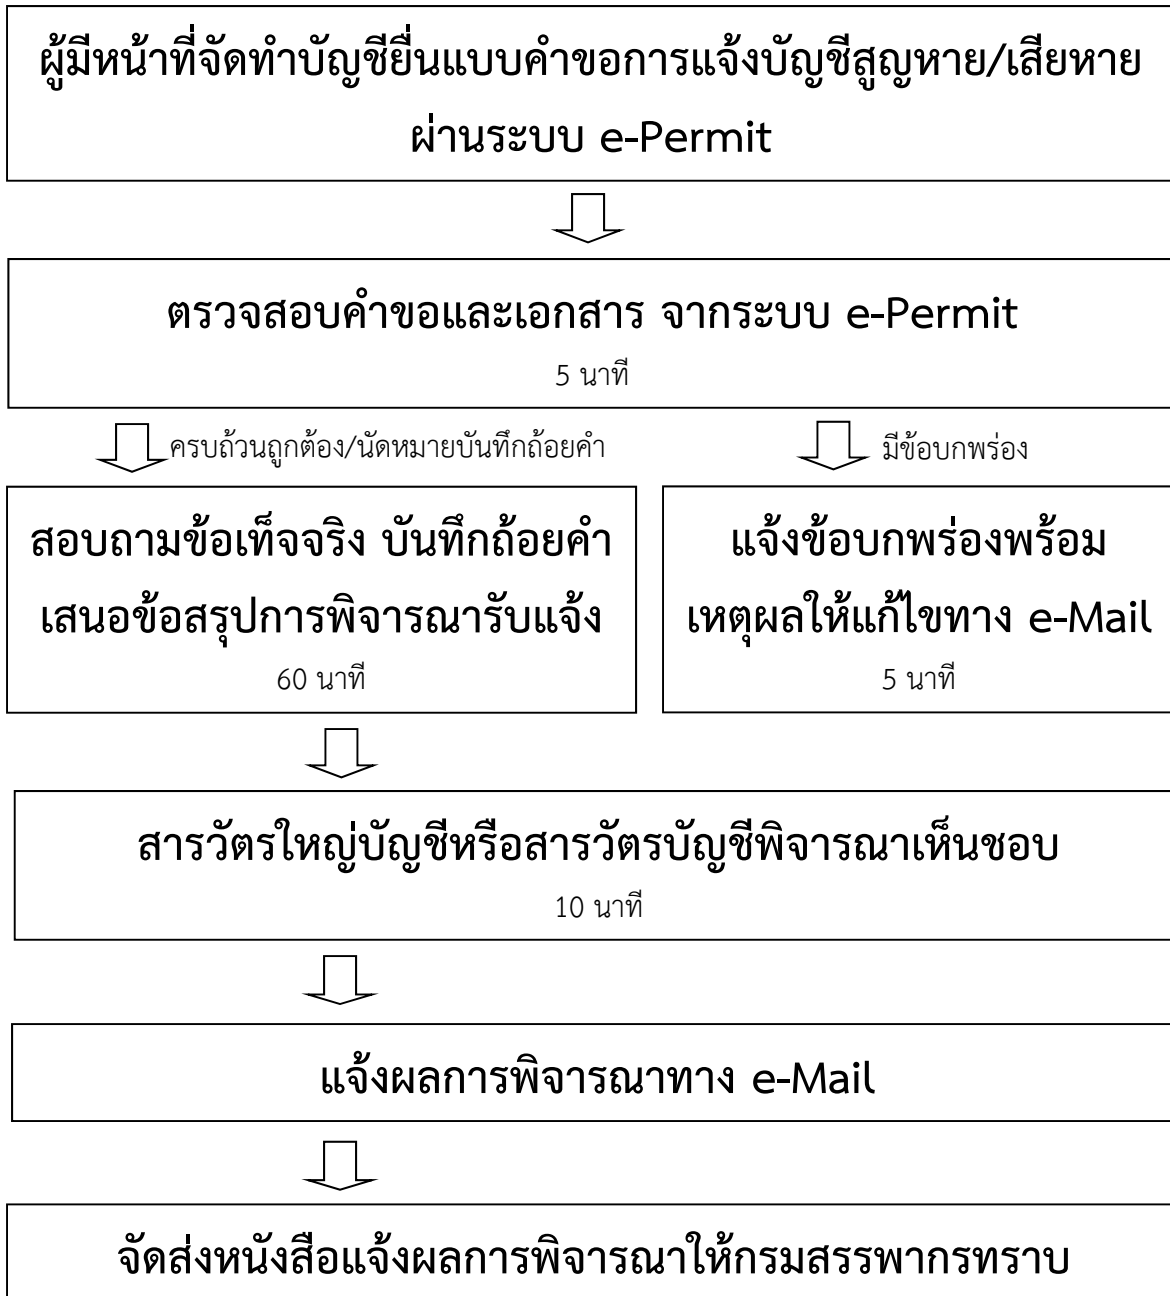 ผู้มีหน้าที่จัดทำบัญชียื่นแบบคำขอการแจ้งบัญชีสูญหาย/เสียหาย
ผ่านระบบ e-Permit
ตรวจสอบคำขอและเอกสาร จากระบบ e-Permit
5 นาที
ครบถ้วนถูกต้อง/นัดหมายบันทึกถ้อยคำ
มีข้อบกพร่อง
สอบถามข้อเท็จจริง บันทึกถ้อยคำ
เสนอข้อสรุปการพิจารณารับแจ้ง
60 นาที
แจ้งข้อบกพร่องพร้อม
เหตุผลให้แก้ไขทาง e-Mail
5 นาที
สารวัตรใหญ่บัญชีหรือสารวัตรบัญชีพิจารณาเห็นชอบ
10 นาที
แจ้งผลการพิจารณาทาง e-Mail
จัดส่งหนังสือแจ้งผลการพิจารณาให้กรมสรรพากรทราบ